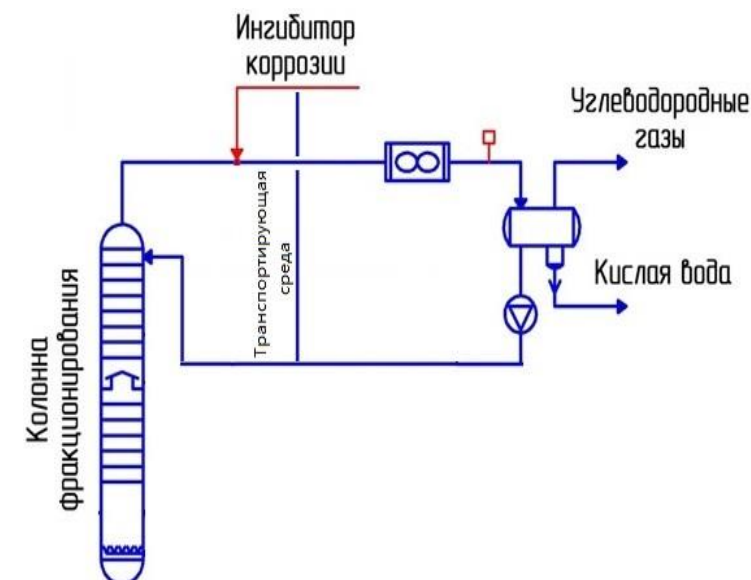 Ингибитор
коррозии
Углеводородные
газы
Транспортирующая
среда
Кислая вода
Колонна
фракционирования